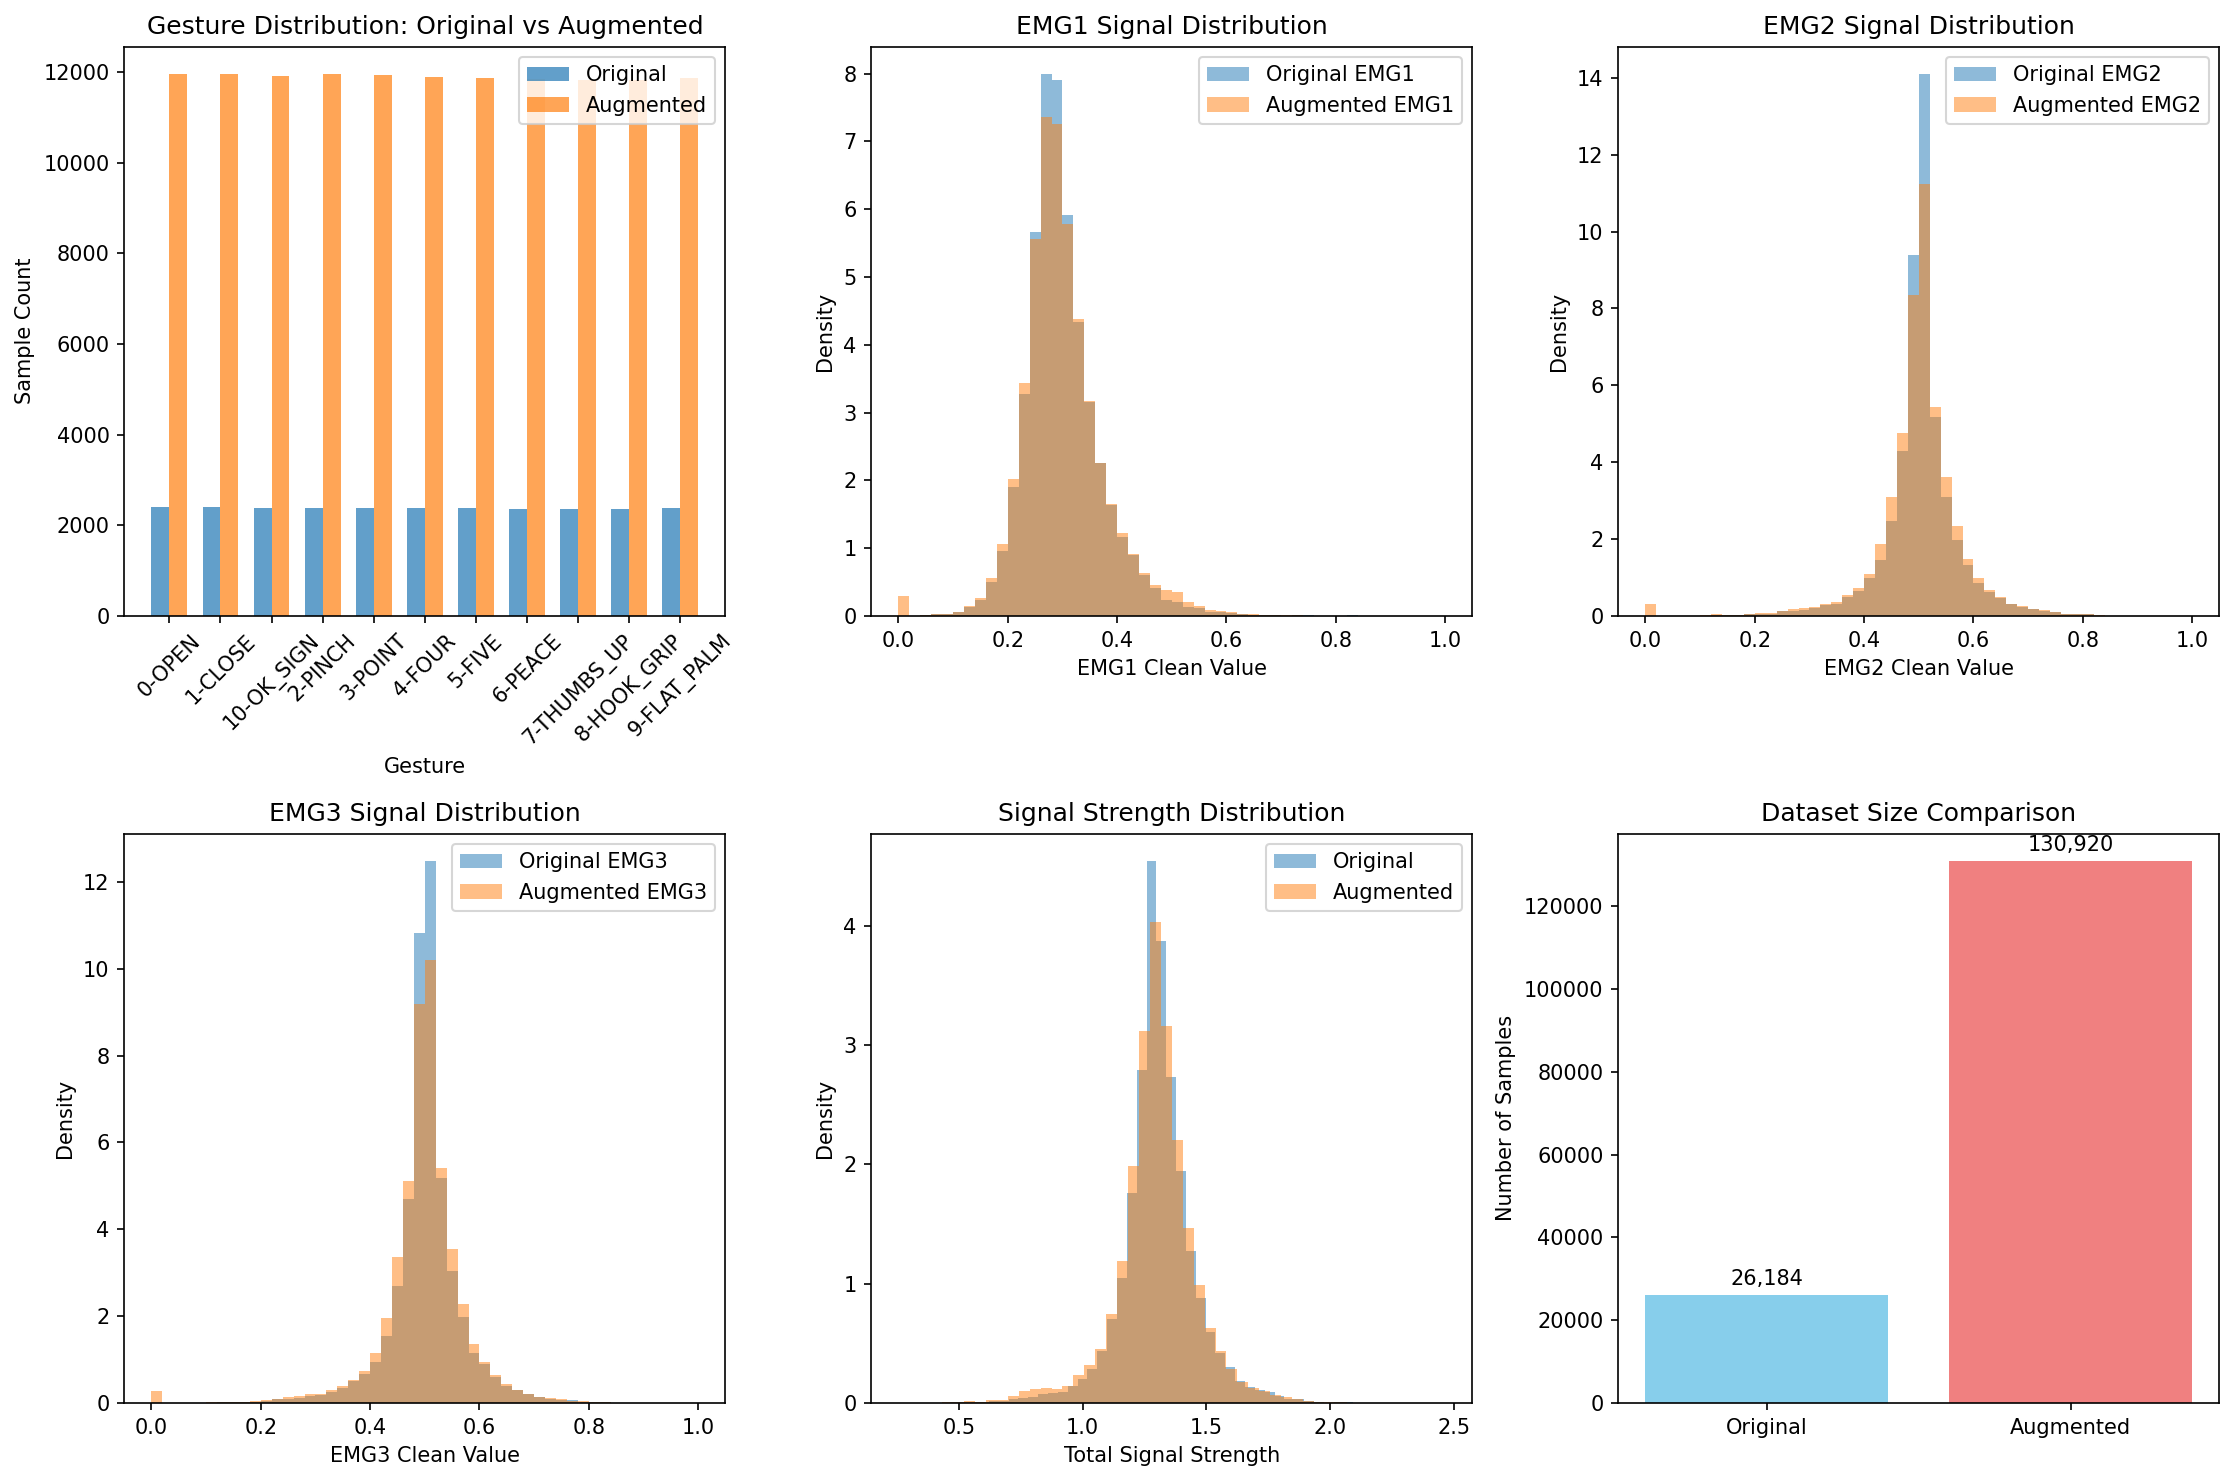 Gesture Distribution: Original vs Augmented
Original
Augmented
12000
10000
8000
6000
4000
2000
0
Sample Count
0-OPEN
1-CLOSE
10-OK_SIGN
2-PINCH
3-POINT
4-FOUR
5-FIVE
6-PEACE
7-THUMBS_UP
8-HOOK_GRIP
9-FLAT_PALM
Gesture
EMG1 Signal Distribution
Original EMG1
Augmented EMG1
8
7
6
5
4
3
2
1
0
Density
0.0 0.2 0.4 0.6 0.8 1.0
EMG1 Clean Value
EMG2 Signal Distribution
Original EMG2
Augmented EMG2
14
12
10
8
6
4
2
0
Density
0.0 0.2 0.4 0.6 0.8 1.0
EMG2 Clean Value
EMG3 Signal Distribution
Original EMG3
Augmented EMG3
12
10
8
6
4
2
0
Density
0.0 0.2 0.4 0.6 0.8 1.0
EMG3 Clean Value
Signal Strength Distribution
Original
Augmented
4
3
2
1
0
Density
0.5 1.0 1.5 2.0 2.5
Total Signal Strength
Dataset Size Comparison
130,920
26,184
120000
100000
80000
60000
40000
20000
0
Number of Samples
Original Augmented